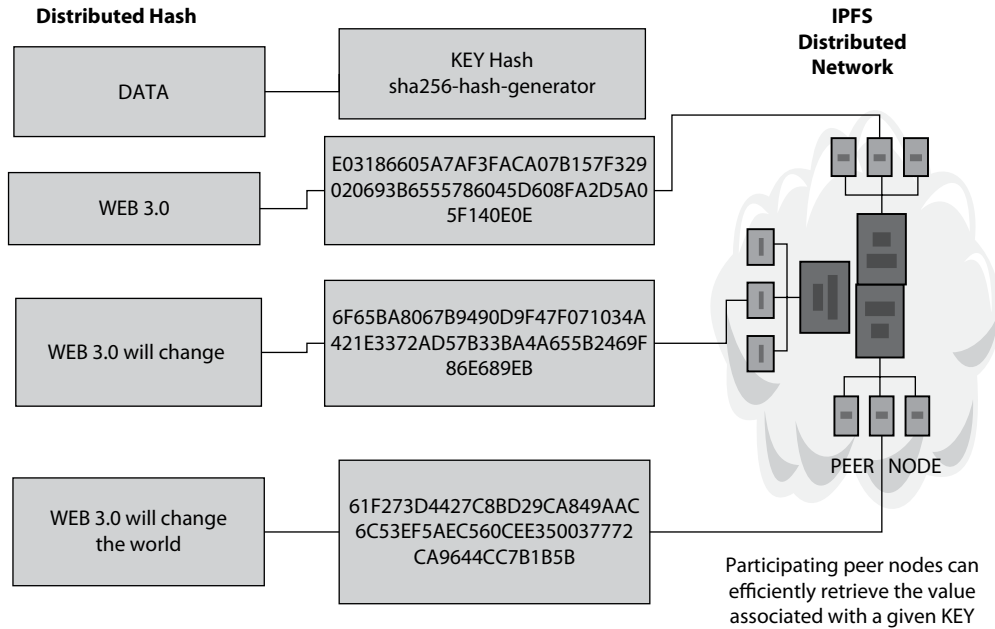 Distributed Hash
IPFS
Distributed
Network
DATA
KEY Hash
sha256-hash-generator
WEB 3.0
E03186605A7AF3FACA07B157F329
020693B6555786045D608FA2D5A0
5F140E0E
WEB 3.0 will change
6F65BA8067B9490D9F47F071034A
421E3372AD57B33BA4A655B2469F
86E689EB
PEER NODE
WEB 3.0 will change
the world
61F273D4427C8BD29CA849AAC
6C53EF5AEC560CEE350037772
CA9644CC7B1B5B
Participating peer nodes can
efficiently retrieve the value
associated with a given KEY